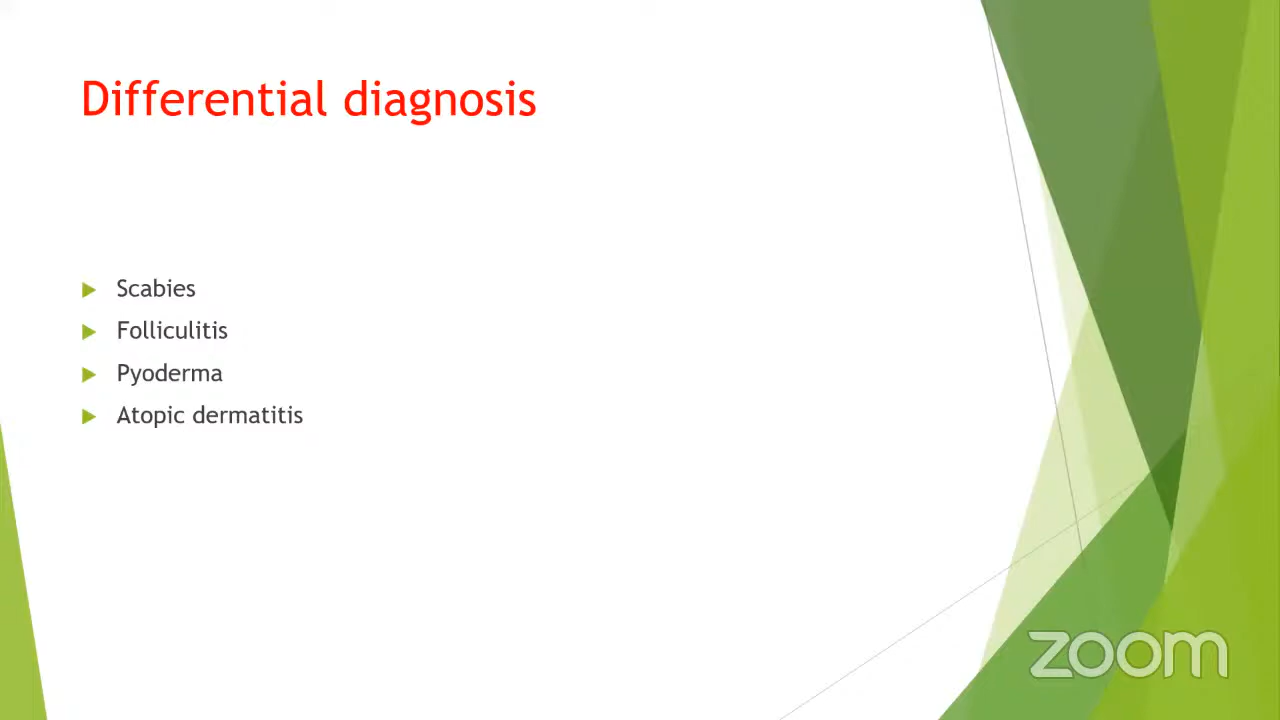 Differential diagnosis
Scabies
Folliculitis
Pyoderma
Atopic dermatitis
zoom